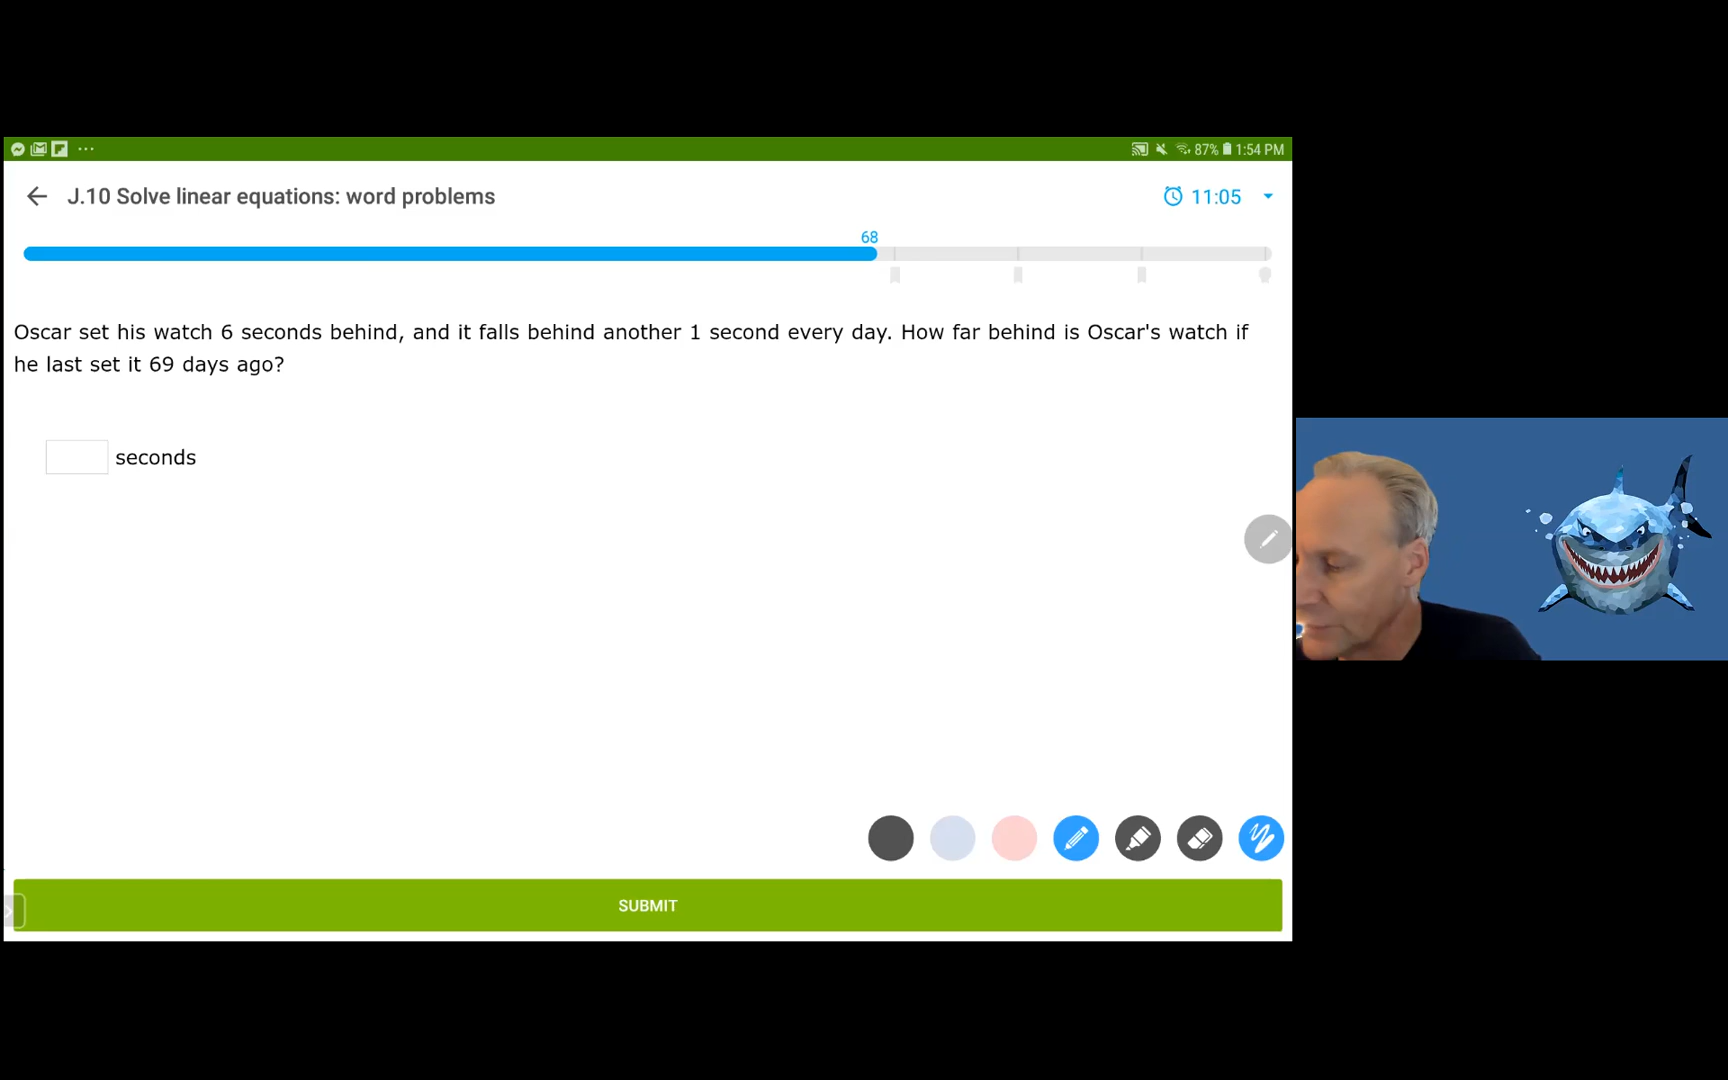 87% 1:54 PM
J.10 Solve linear equations: word problems
11:05
68
Oscar set his watch 6 seconds behind, and it falls behind another 1 second every day. How far behind is Oscar's watch if
he last set it 69 days ago?
seconds
SUBMIT